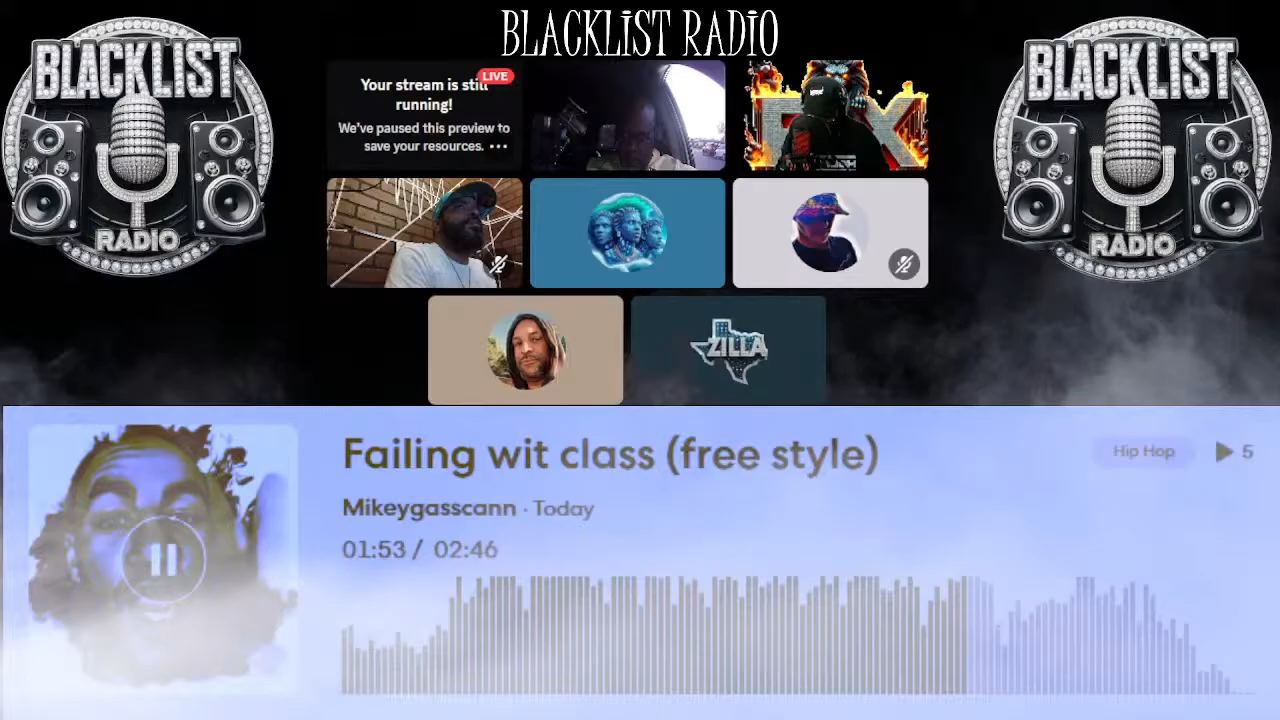 BLACKLiST RADiO
BLACKLIST
RADIO
BLACKLIST
RADIO
LIVE
Your stream is still
running!
We've paused this preview to
save your resources.
ZILLA
Failing wit class (free style)
Hip Hop
5
Mikeygasscann · Today
01:53 / 02:46